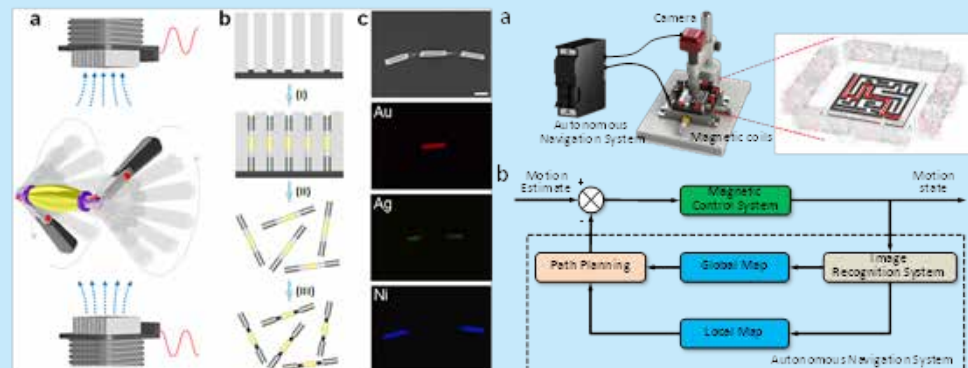 a
b
c
(I)
(II)
(III)
Au
Ag
Ni
a
Camera
Autonomous
Navigation System
Magnetic coils
b
Motion
Estimate
+
-
Magnetic
Control System
Motion
state
Path Planning
Global Map
Image
Recognition System
Local Map
Autonomous Navigation System